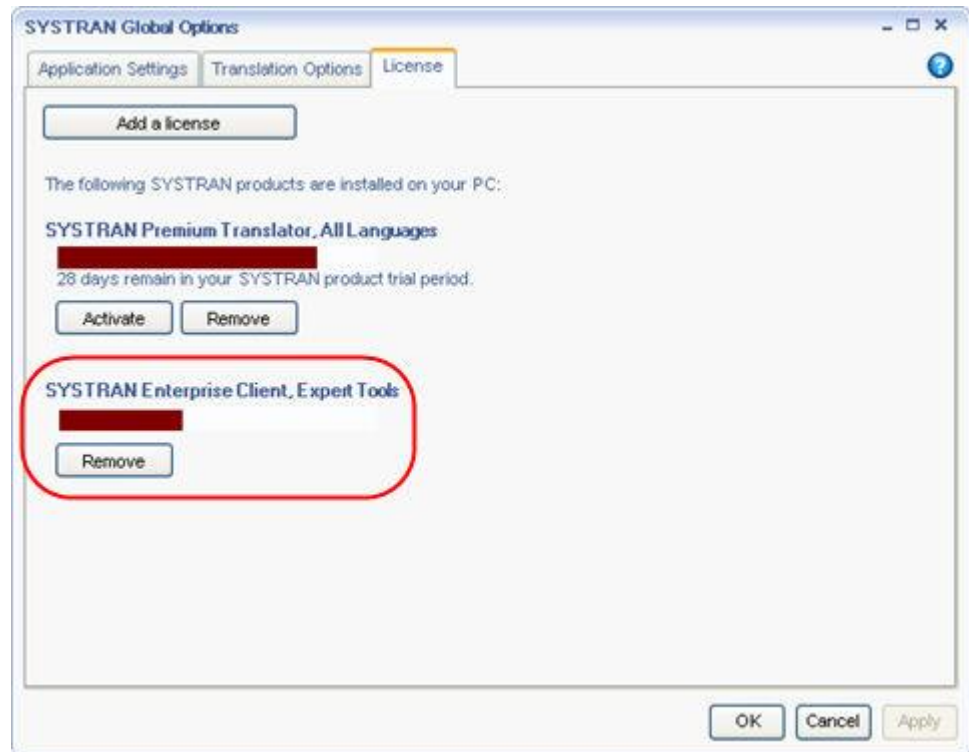 SYSTRAN Global Options
Application Settings Translation Options License
Add a license
The following SYSTRAN products are installed on your PC:
SYSTRAN Premium Translator, All Languages
28 days remain in your SYSTRAN product trial period.
Activate Remove
SYSTRAN Enterprise Client, Expert Tools
Remove
OK Cancel Apply